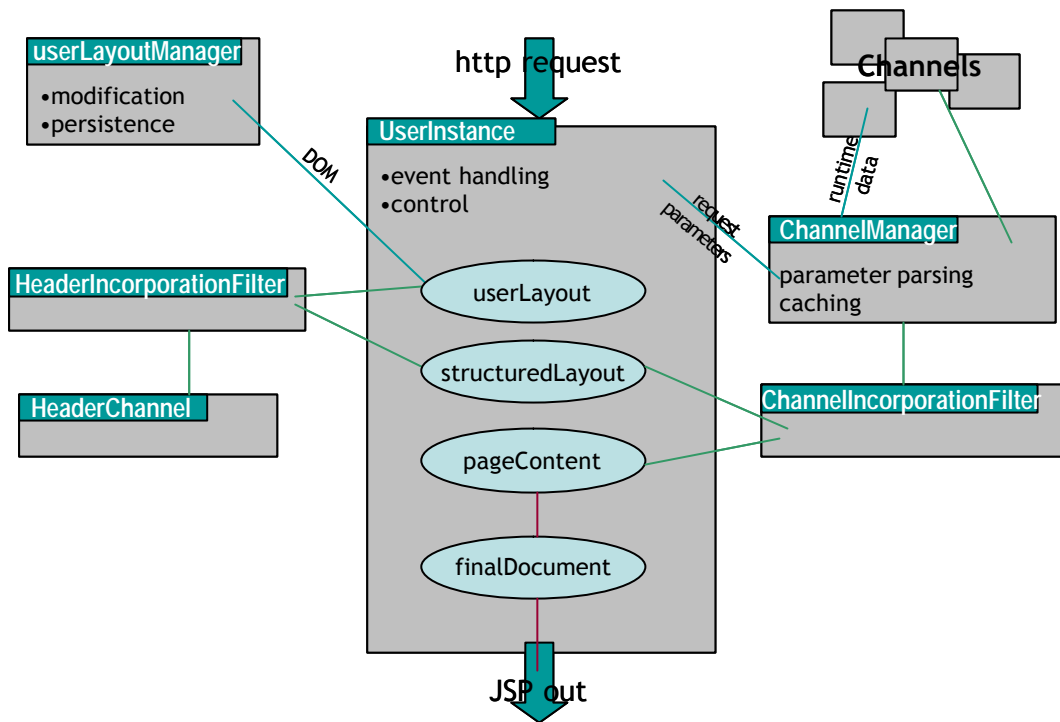 userLayoutManager
•modification
•persistence
http request
Channels
UserInstance
•event handling
•control
DOM
request
parameters
runtime
data
ChannelManager
parameter parsing
caching
HeaderIncorporationFilter
userLayout
structuredLayout
HeaderChannel
ChannelIncorporationFilter
pageContent
finalDocument
JSP out